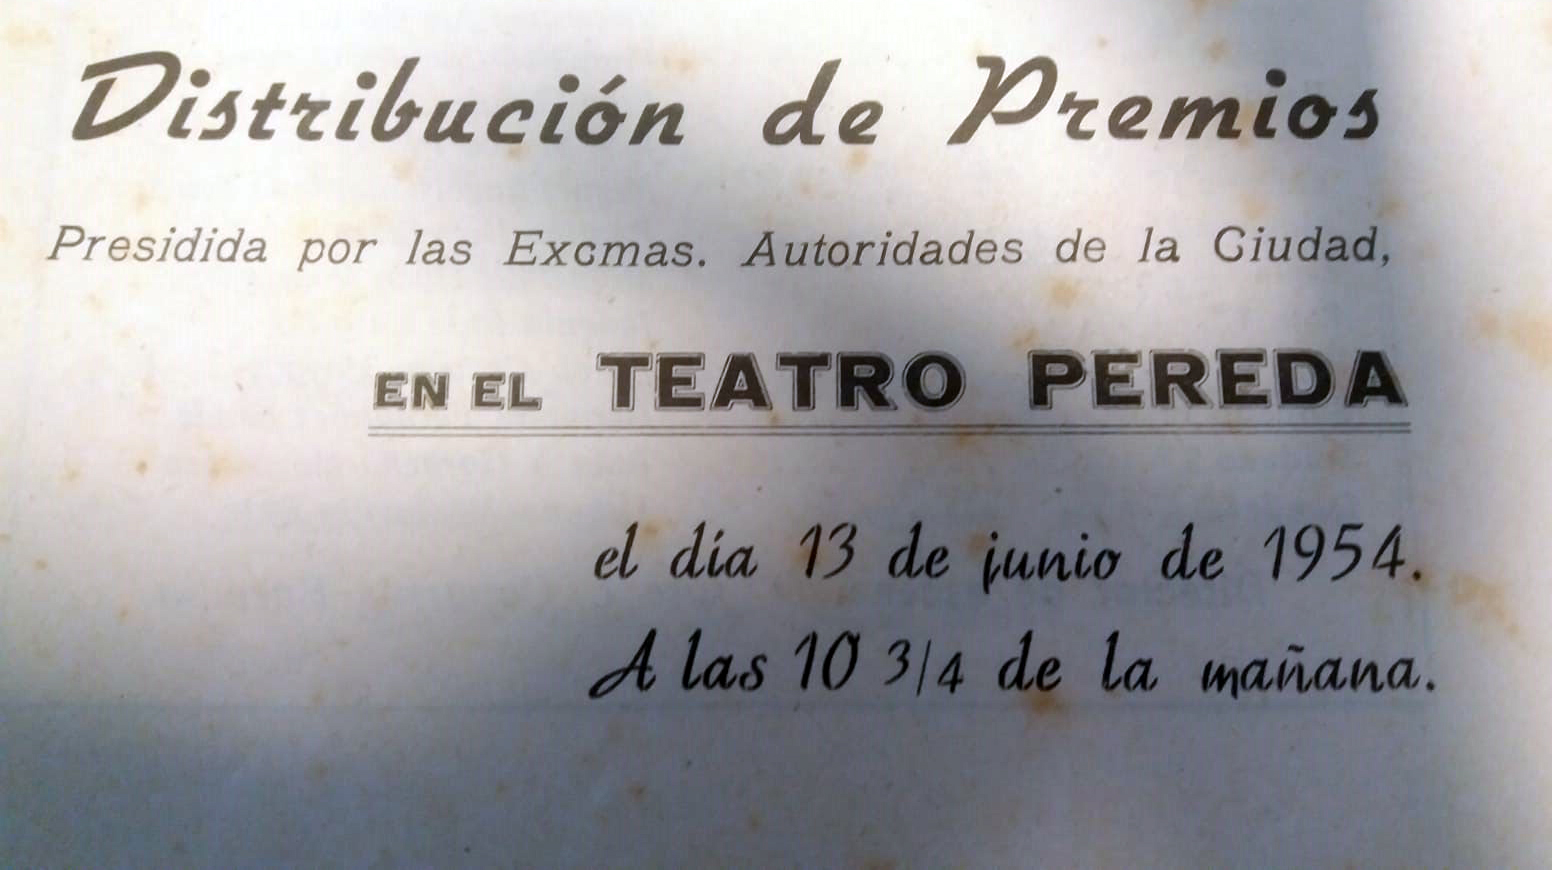 Distribución de Premios
Presidida por las Excmas. Autoridades de la Ciudad,
EN EL TEATRO PEREDA
el día 13 de junio de 1954.
A las 10 3/4 de la mañana.